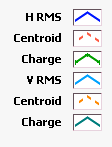 H RMS
Centroid
Charge
V RMS
Centroid
Charge